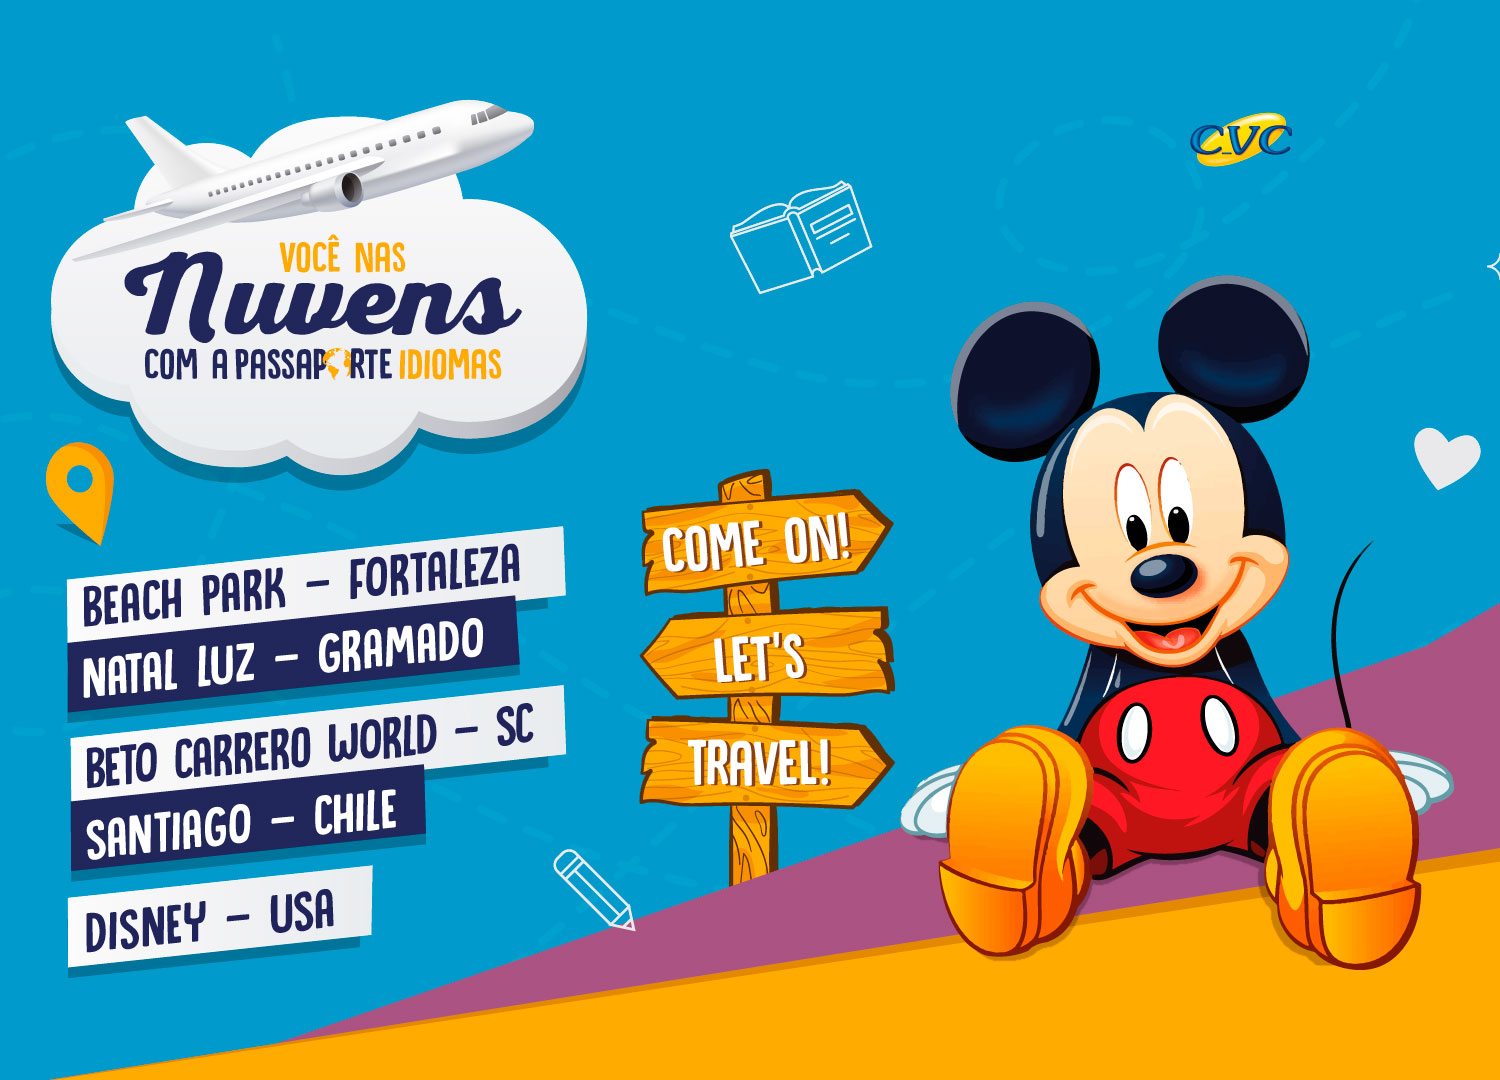 VOCÊ NAS
Nuvens
COM A PASSAPORTE IDIOMAS
CVC
BEACH PARK – FORTALEZA
NATAL LUZ – GRAMADO
BETO CARRERO WORLD – SC
SANTIAGO – CHILE
DISNEY – USA
COME ON!
LET'S
TRAVEL!